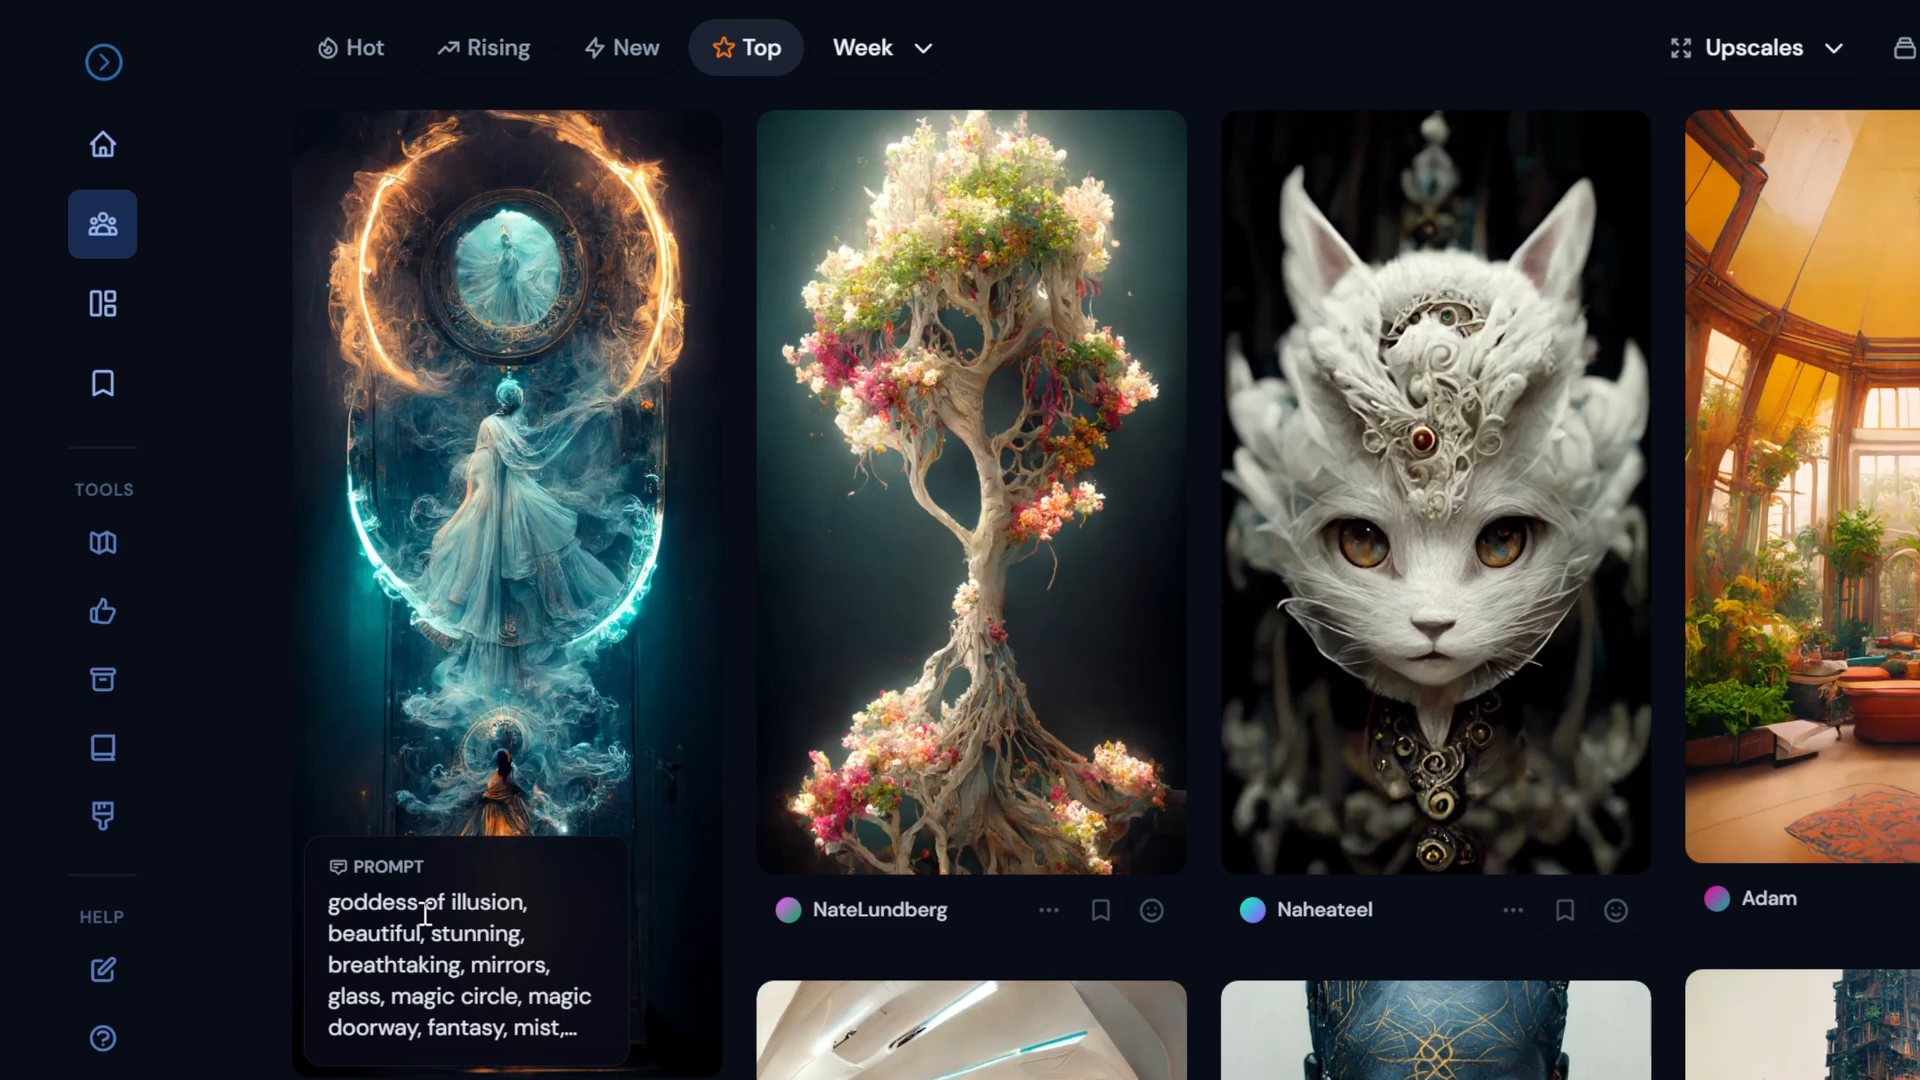 Hot
Rising
New
Top
Week
Upscales
TOOLS
HELP
PROMPT
goddess of illusion,
beautiful, stunning,
breathtaking, mirrors,
glass, magic circle, magic
doorway, fantasy, mist,...
NateLundberg
Naheateel
Adam